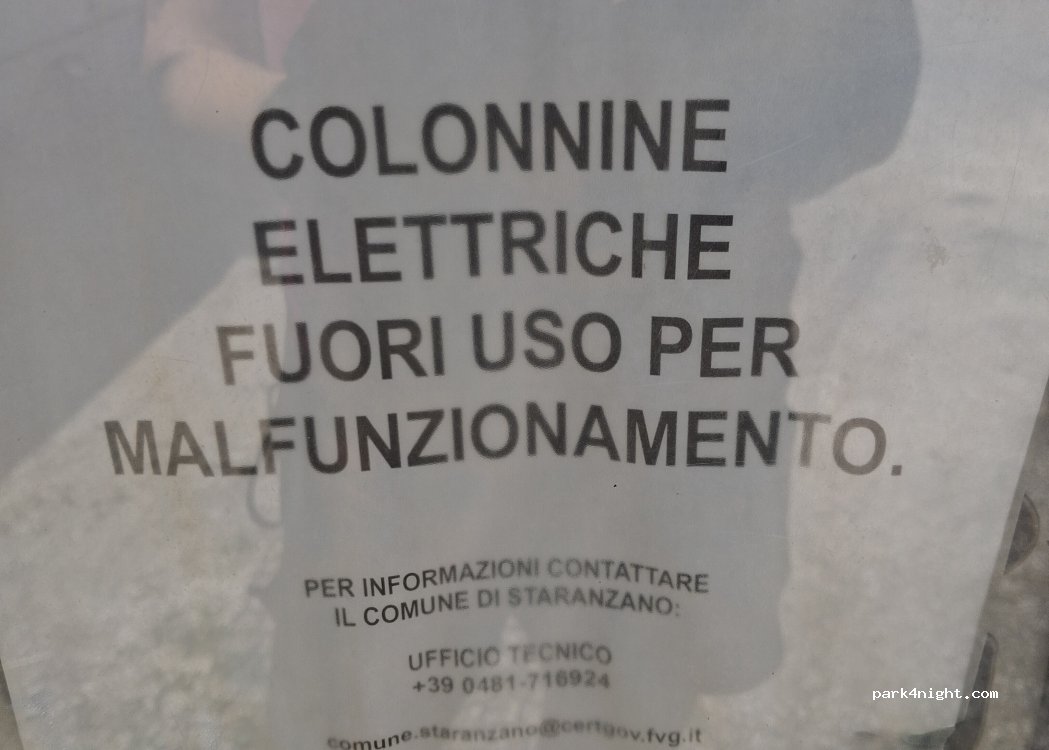 COLONNINE
ELETTRICHE
FUORI USO PER
MALFUNZIONAMENTO.
PER INFORMAZIONI CONTATTARE
IL COMUNE DI STARANZANO:
UFFICIO TECNICO
+39 0481-716924
comune.staranzano@certgov.fvg.it
park4night.com